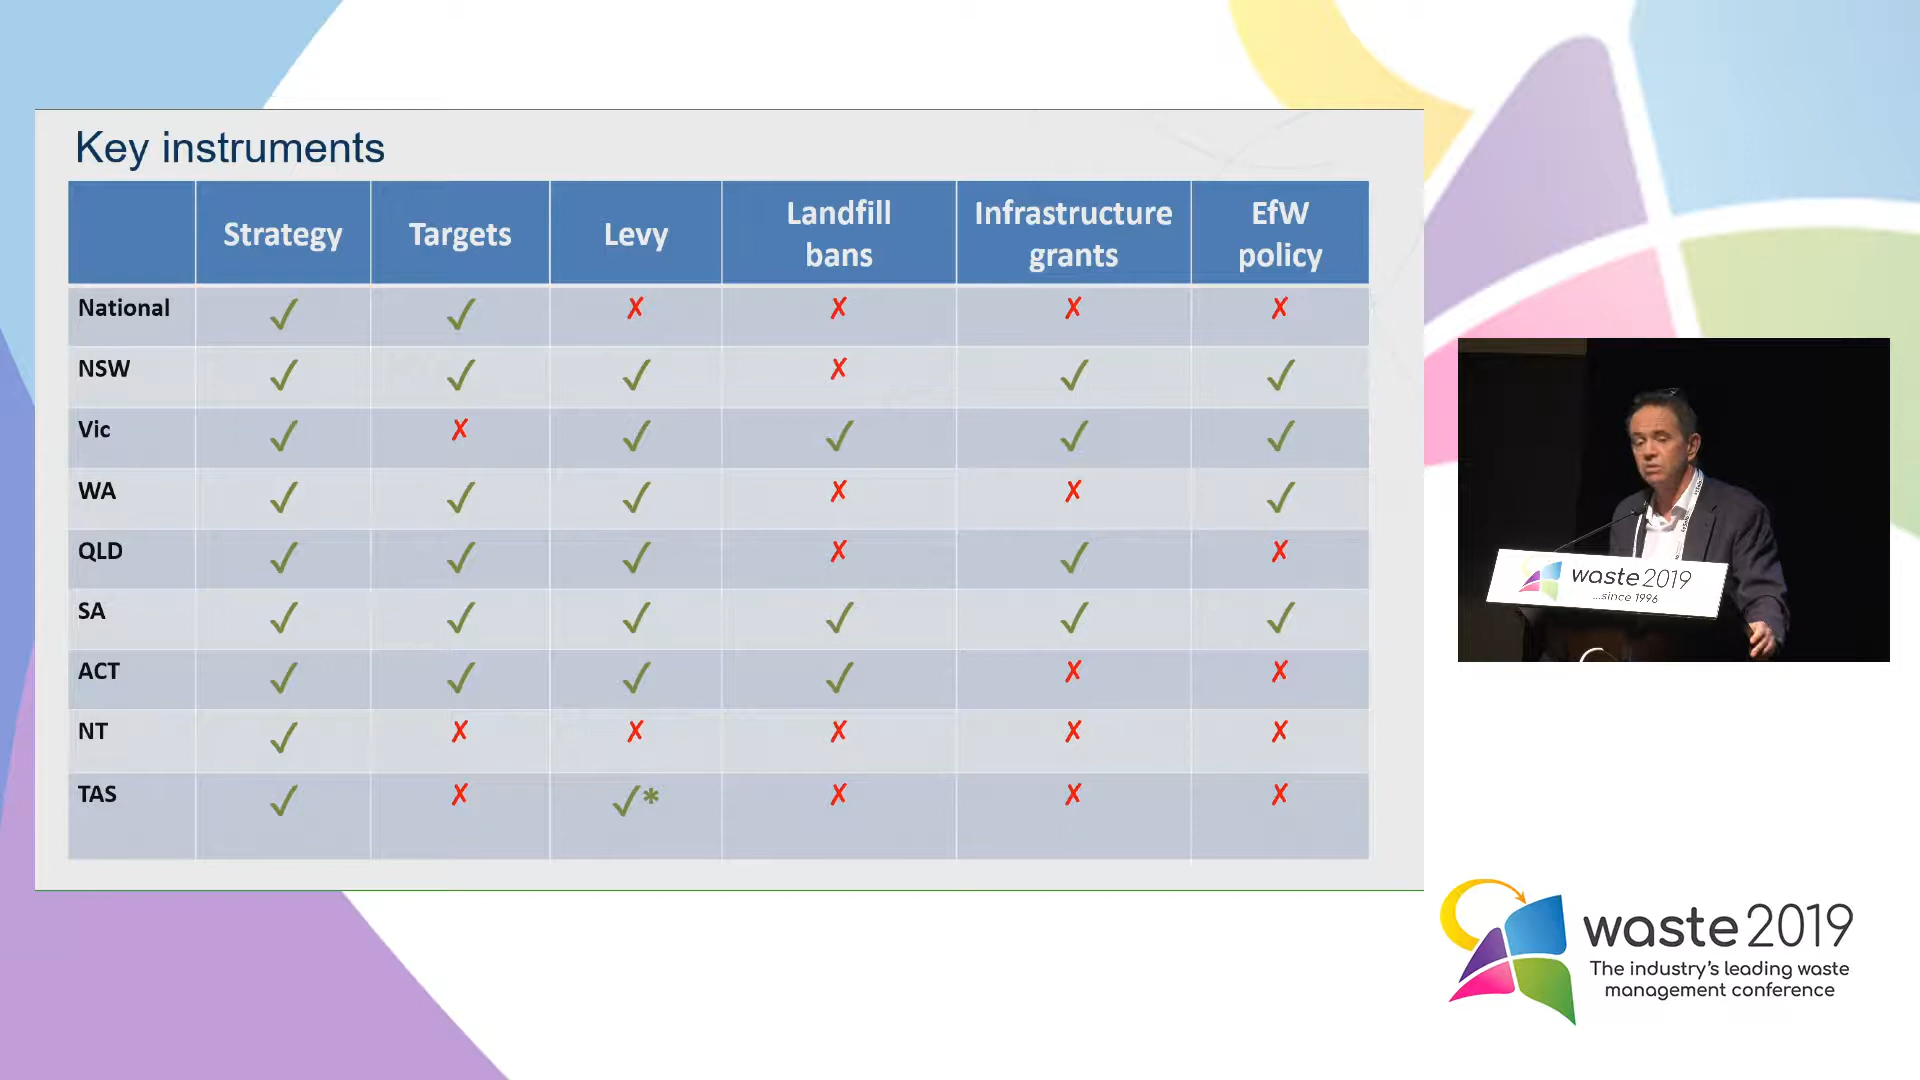 Key instruments
Strategy Targets Levy Landfill bans Infrastructure grants EfW policy
National ✓ ✓ ✗ ✗ ✗ ✗
NSW ✓ ✓ ✓ ✗ ✓ ✓
Vic ✓ ✗ ✓ ✓ ✓ ✓
WA ✓ ✓ ✓ ✗ ✗ ✓
QLD ✓ ✓ ✓ ✗ ✓ ✗
SA ✓ ✓ ✓ ✓ ✓ ✓
ACT ✓ ✓ ✓ ✓ ✗ ✗
NT ✓ ✗ ✗ ✗ ✗ ✗
TAS ✓ ✗ ✓* ✗ ✗ ✗
waste 2019
...since 1996
waste 2019
The industry's leading waste
management conference